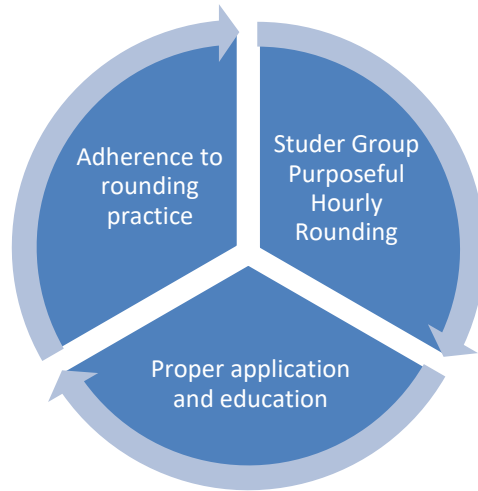 Adherence to
rounding
practice
Studer Group
Purposeful
Hourly
Rounding
Proper application
and education